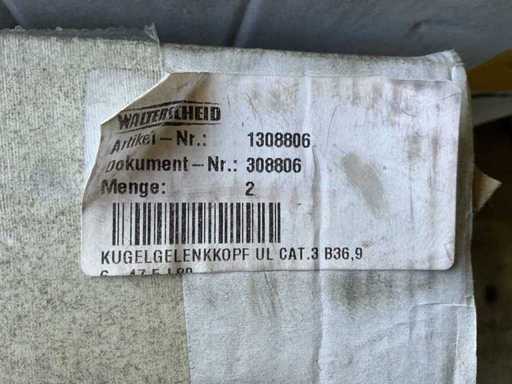 WALTERSCHEID
Artikel-Nr.: 1308806
Dokument-Nr.: 308806
Menge: 2
KUGELGELENKKOPF UL CAT.3 B36,9